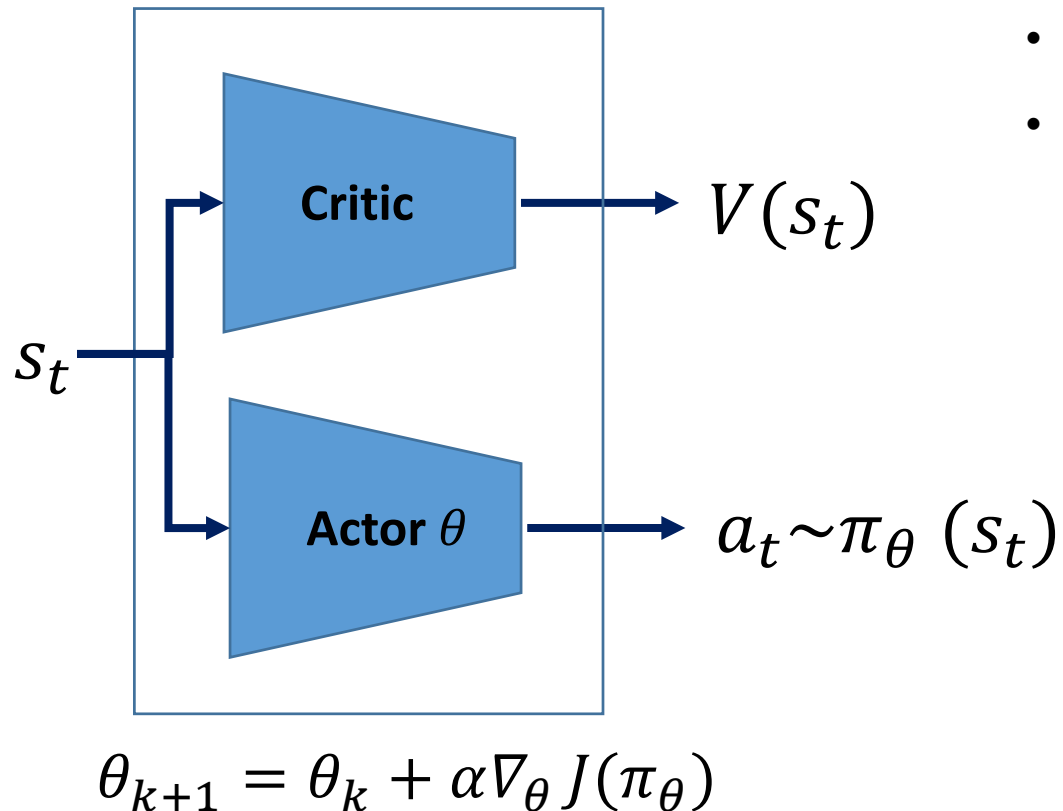 •
•
Critic
V(s_t)
s_t
Actor θ
a_t~π_θ (s_t)
θ_{k+1} = θ_k + α∇_θ J(π_θ)